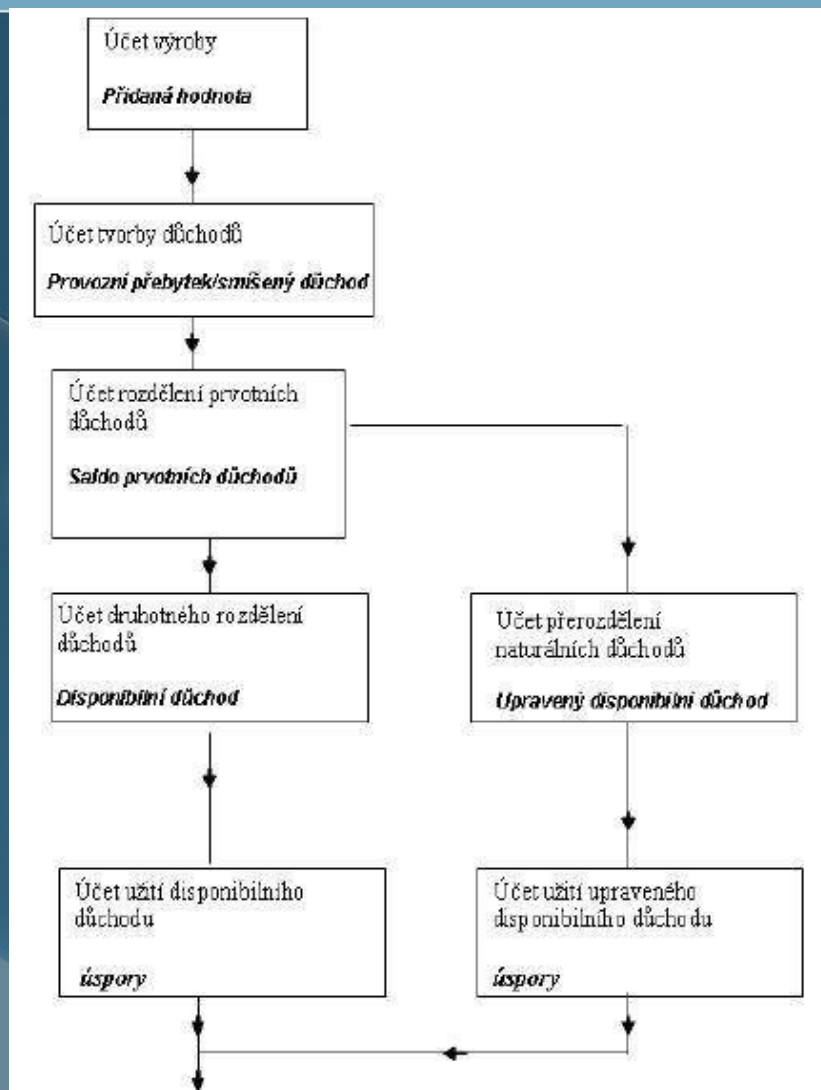 Účet výroby
Přidaná hodnota
Účet tvorby důchodů
Provozní přebytek/smíšený důchod
Účet rozdělení prvotních
důchodů
Saldo prvotních důchodů
Účet druhotného rozdělení
důchodů
Disponibilní důchod
Účet přerozdělení
naturálních důchodů
Upravený disponibilní důchod
Účet užití disponibilního
důchodu
úspory
Účet užití upraveného
disponibilního důchodu
úspory